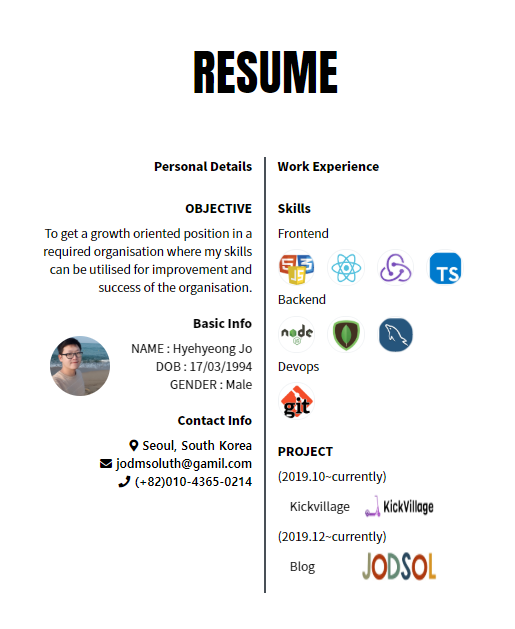 RESUME
Personal Details
OBJECTIVE
To get a growth oriented position in a
required organisation where my skills
can be utilised for improvement and
success of the organisation.
Basic Info
NAME : Hyehyeong Jo
DOB : 17/03/1994
GENDER : Male
Contact Info
Seoul, South Korea
jodmsoluth@gamil.com
(+82)010-4365-0214
Work Experience
Skills
Frontend
JS
TS
Backend
node
Devops
git
PROJECT
(2019.10~currently)
Kickvillage KickVillage
(2019.12~currently)
Blog JODSOL